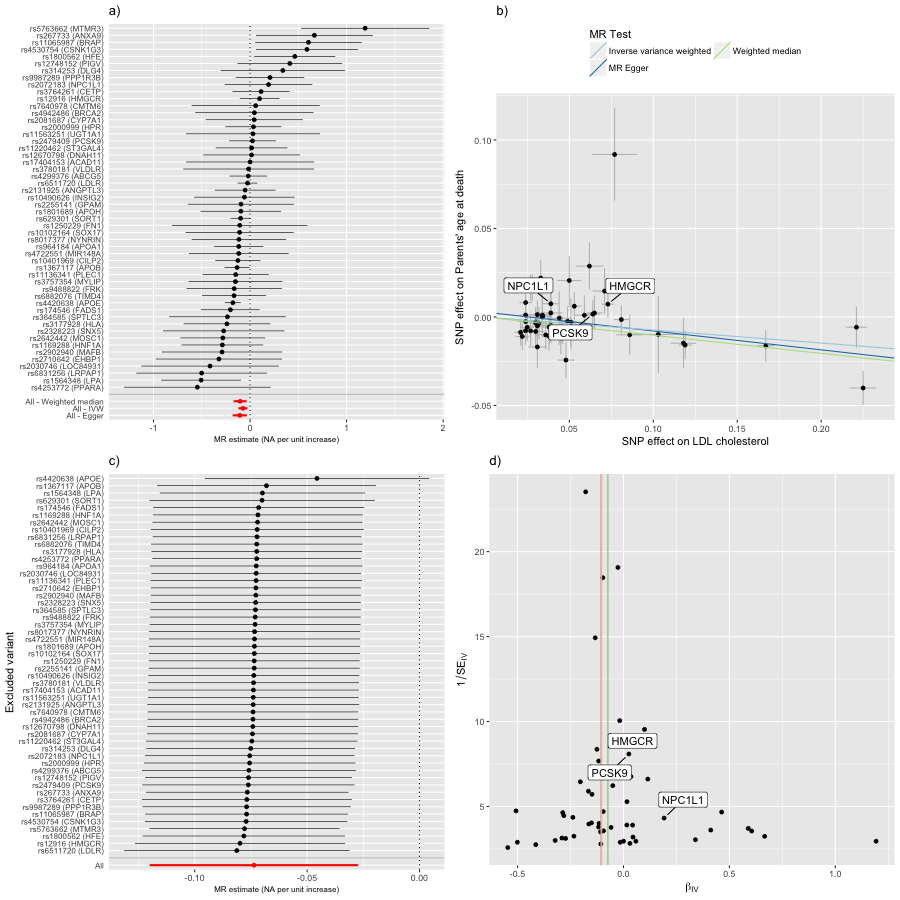 a)
rs5763662 (MTMR3)
rs267733 (ANXA9)
rs11065987 (BRAP)
rs4530754 (CSNK1G3)
rs1800562 (HFE)
rs12748152 (PIGV)
rs314253 (DLG4)
rs9987289 (PPP1R3B)
rs2072183 (NPC1L1)
rs3764261 (CETP)
rs12916 (HMGCR)
rs7640978 (CMTM6)
rs4942486 (BRCA2)
rs2081687 (CYP7A1)
rs2000999 (HPR)
rs11563251 (UGT1A1)
rs2479409 (PCSK9)
rs11220462 (ST3GAL4)
rs12670798 (DNAH11)
rs17404153 (ACAD11)
rs3780181 (VLDLR)
rs4299376 (ABCG5)
rs6511720 (LDLR)
rs2131925 (ANGPTL3)
rs10490626 (INSIG2)
rs2255141 (GPAM)
rs1801689 (APOH)
rs629301 (SORT1)
rs1250229 (FN1)
rs10102164 (SOX17)
rs8017377 (NYNRIN)
rs964184 (APOA1)
rs4722551 (MIR148A)
rs10401969 (CILP2)
rs1367117 (APOB)
rs11136341 (PLEC1)
rs3757354 (MYLIP)
rs9488822 (FRK)
rs6882076 (TIMD4)
rs4420638 (APOE)
rs174546 (FADS1)
rs364585 (SPTLC3)
rs3177928 (HLA)
rs2328223 (SNX5)
rs2642442 (MOSC1)
rs1169288 (HNF1A)
rs2902940 (MAFB)
rs2710642 (EHBP1)
rs2030746 (LOC84931)
rs6831256 (LRPAP1)
rs1564348 (LPA)
rs4253772 (PPARA)
All - Weighted median
All - IVW
All - Egger
-1 0 1 2
MR estimate (NA per unit increase)
b)
MR Test
Inverse variance weighted
Weighted median
MR Egger
SNP effect on Parents' age at death
0.10
0.05
0.00
-0.05
NPC1L1
HMGCR
PCSK9
0.05 0.10 0.15 0.20
SNP effect on LDL cholesterol
c)
Excluded variant
rs4420638 (APOE)
rs1367117 (APOB)
rs1564348 (LPA)
rs629301 (SORT1)
rs174546 (FADS1)
rs1169288 (HNF1A)
rs2642442 (MOSC1)
rs10401969 (CILP2)
rs6831256 (LRPAP1)
rs6882076 (TIMD4)
rs3177928 (HLA)
rs4253772 (PPARA)
rs964184 (APOA1)
rs2030746 (LOC84931)
rs11136341 (PLEC1)
rs2710642 (EHBP1)
rs2902940 (MAFB)
rs2328223 (SNX5)
rs364585 (SPTLC3)
rs9488822 (FRK)
rs3757354 (MYLIP)
rs8017377 (NYNRIN)
rs4722551 (MIR148A)
rs1801689 (APOH)
rs10102164 (SOX17)
rs1250229 (FN1)
rs2255141 (GPAM)
rs10490626 (INSIG2)
rs3780181 (VLDLR)
rs17404153 (ACAD11)
rs11563251 (UGT1A1)
rs2131925 (ANGPTL3)
rs7640978 (CMTM6)
rs4942486 (BRCA2)
rs12670798 (DNAH11)
rs2081687 (CYP7A1)
rs11220462 (ST3GAL4)
rs314253 (DLG4)
rs2072183 (NPC1L1)
rs2000999 (HPR)
rs4299376 (ABCG5)
rs12748152 (PIGV)
rs2479409 (PCSK9)
rs267733 (ANXA9)
rs3764261 (CETP)
rs9987289 (PPP1R3B)
rs11065987 (BRAP)
rs4530754 (CSNK1G3)
rs5763662 (MTMR3)
rs1800562 (HFE)
rs12916 (HMGCR)
rs6511720 (LDLR)
All
-0.10 -0.05 0.00
MR estimate (NA per unit increase)
d)
1/SE_IV
20
15
10
5
HMGCR
PCSK9
NPC1L1
-0.5 0.0 0.5 1.0
β_IV